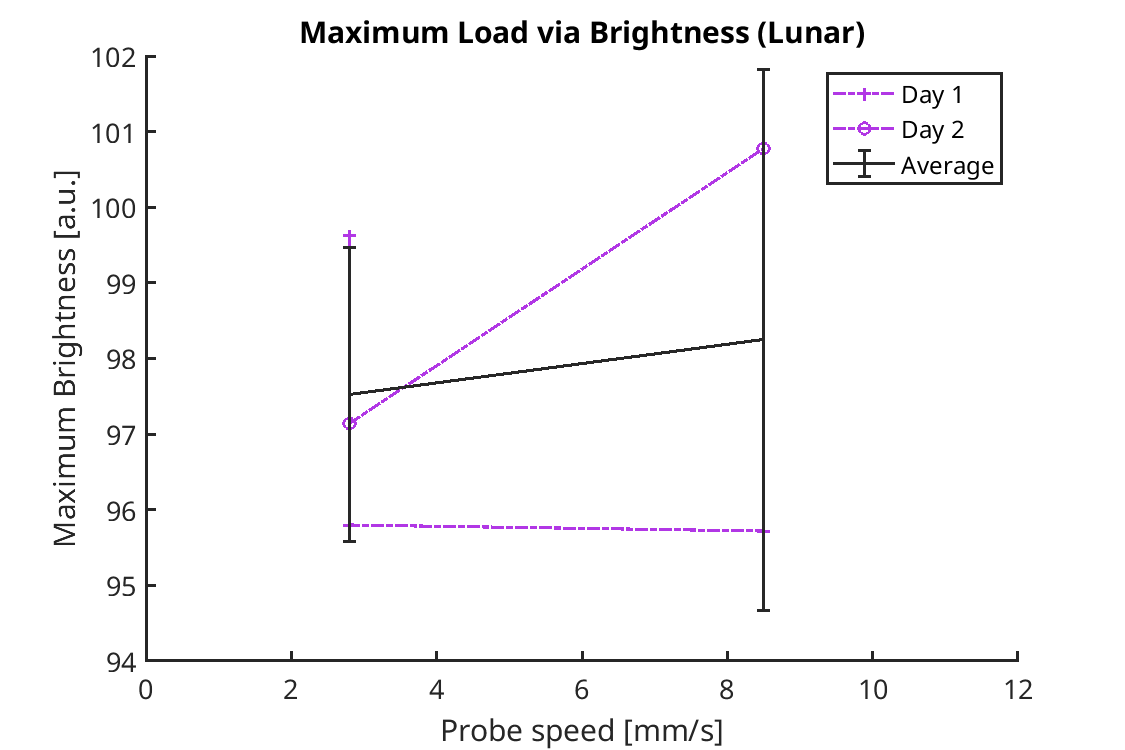 Maximum Load via Brightness (Lunar)
102
101
100
99
98
97
96
95
94
Maximum Brightness [a.u.]
Day 1
Day 2
Average
0 2 4 6 8 10 12
Probe speed [mm/s]